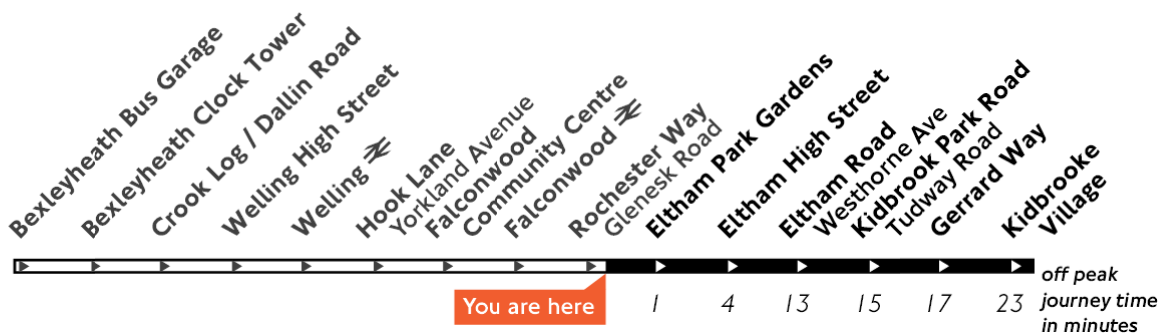 Bexleyheath Bus Garage
Bexleyheath Clock Tower
Crook Log / Dallin Road
Welling High Street
Welling
Hook Lane
Yorkland Avenue
Falconwood
Community Centre
Falconwood
Rochester Way
Glenesk Road
Eltham Park Gardens
Eltham High Street
Eltham Road
Westhorne Ave
Kidbrook Park Road
Tudway Road
Gerrard Way
Kidbrooke
Village
You are here
1 4 13 15 17 23
off peak
journey time
in minutes